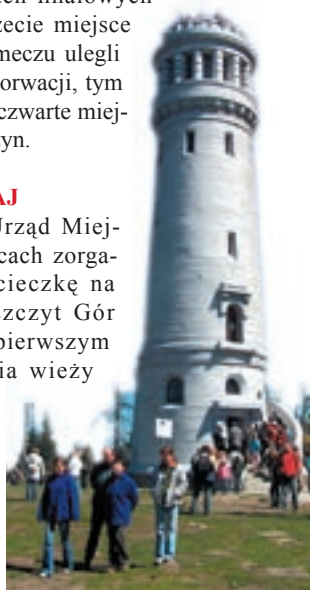 zecie miejsce
meczu ulegli
orwacji, tym
czwarte miej-
yn.
AJ
Urząd Miej-
cach zorga-
cieczkę na
szczyt Gór
pierwszym
ia wieży